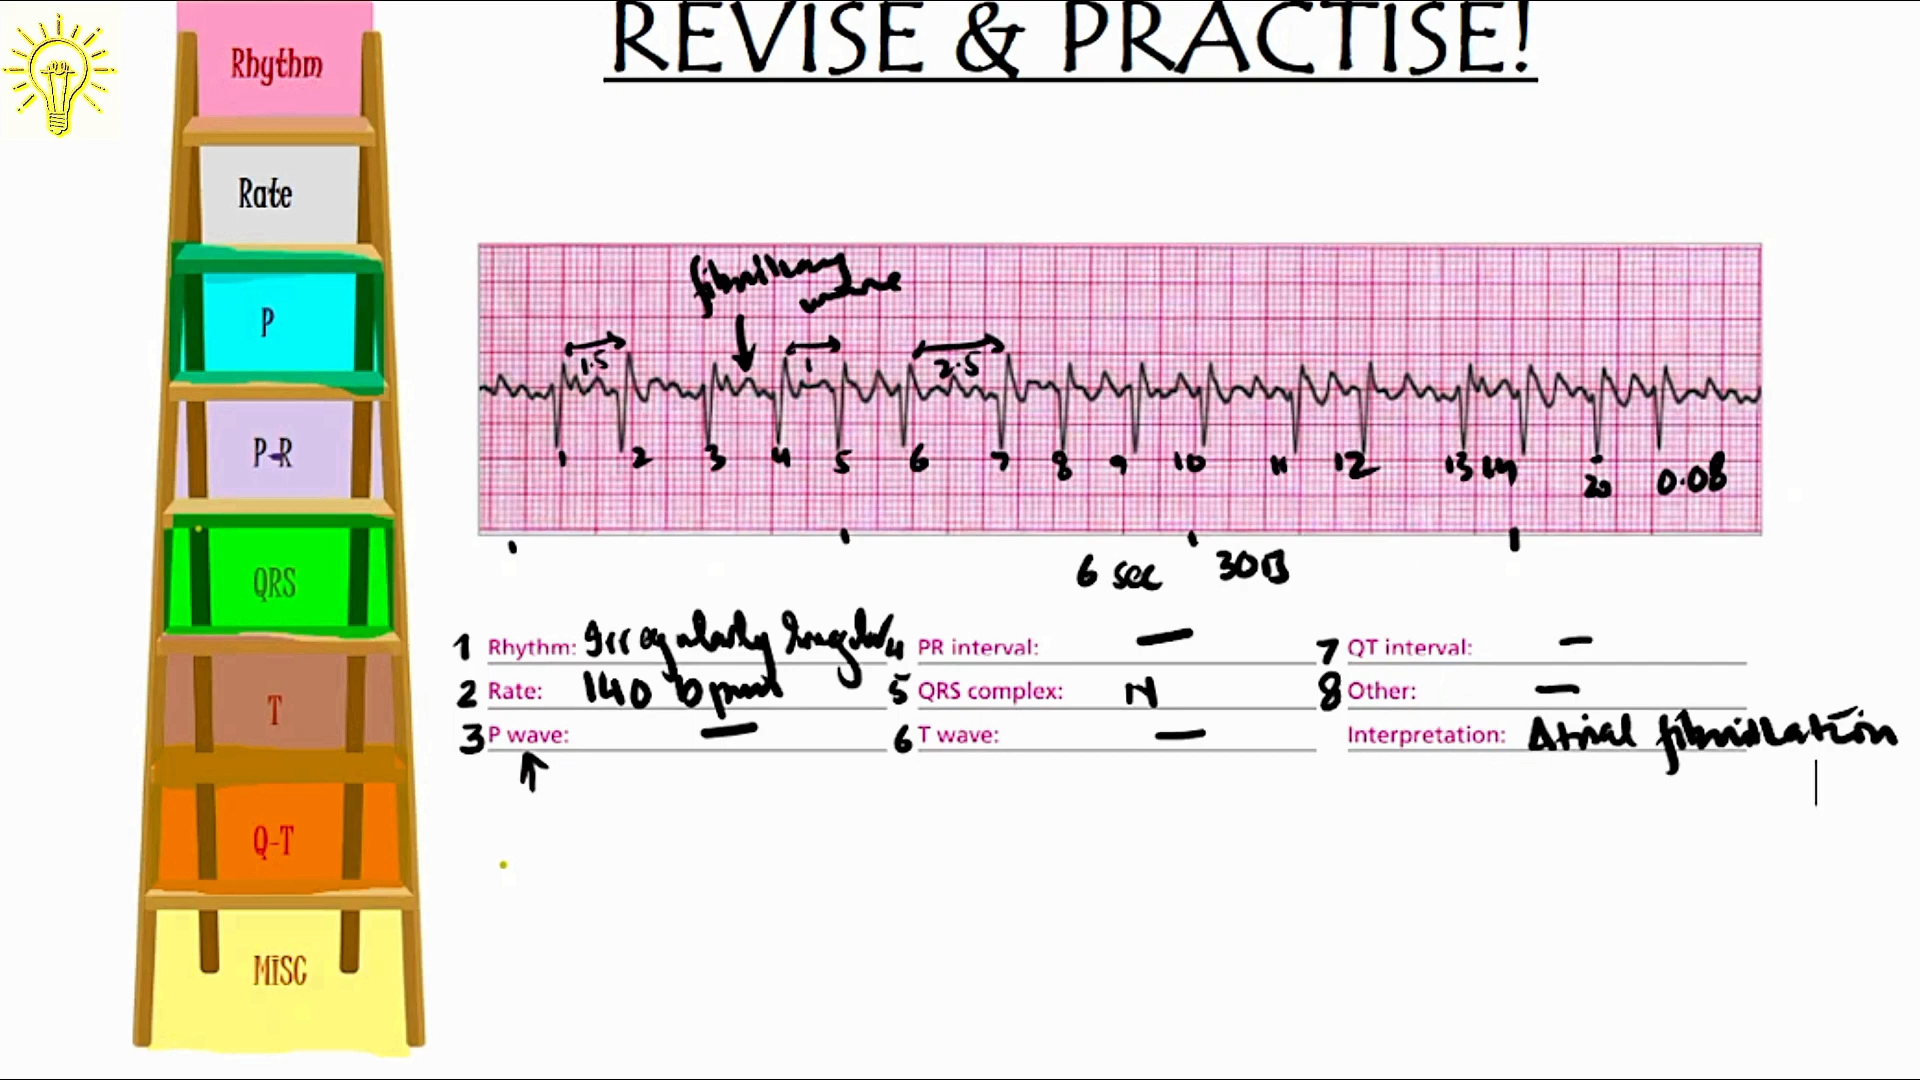 REVISE & PRACTISE!
Rhythm
Rate
P
P-R
QRS
T
Q-T
MISC
fibrillary
wave
1.5
1
2.5
1 2 3 4 5 6 7 8 9 10 11 12 13 14 20 0.08
6 sec 30B
1 Rhythm: Irregularly Irregular
2 Rate: 140 bpm
3 P wave: —
4 PR interval: —
5 QRS complex: N
6 T wave: —
7 QT interval: —
8 Other: —
Interpretation: Atrial fibrillation